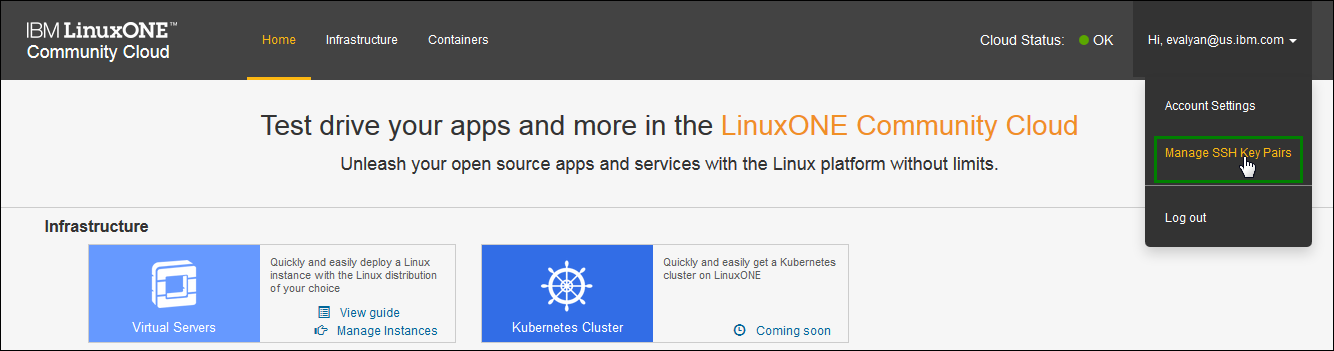 IBM LinuxONE™
Community Cloud
Home
Infrastructure
Containers
Cloud Status:
OK
Hi, evalyan@us.ibm.com
Account Settings
Manage SSH Key Pairs
Log out
Test drive your apps and more in the LinuxONE Community Cloud
Unleash your open source apps and services with the Linux platform without limits.
Infrastructure
Virtual Servers
Quickly and easily deploy a Linux
instance with the Linux distribution
of your choice
View guide
Manage Instances
Kubernetes Cluster
Quickly and easily get a Kubernetes
cluster on LinuxONE
Coming soon